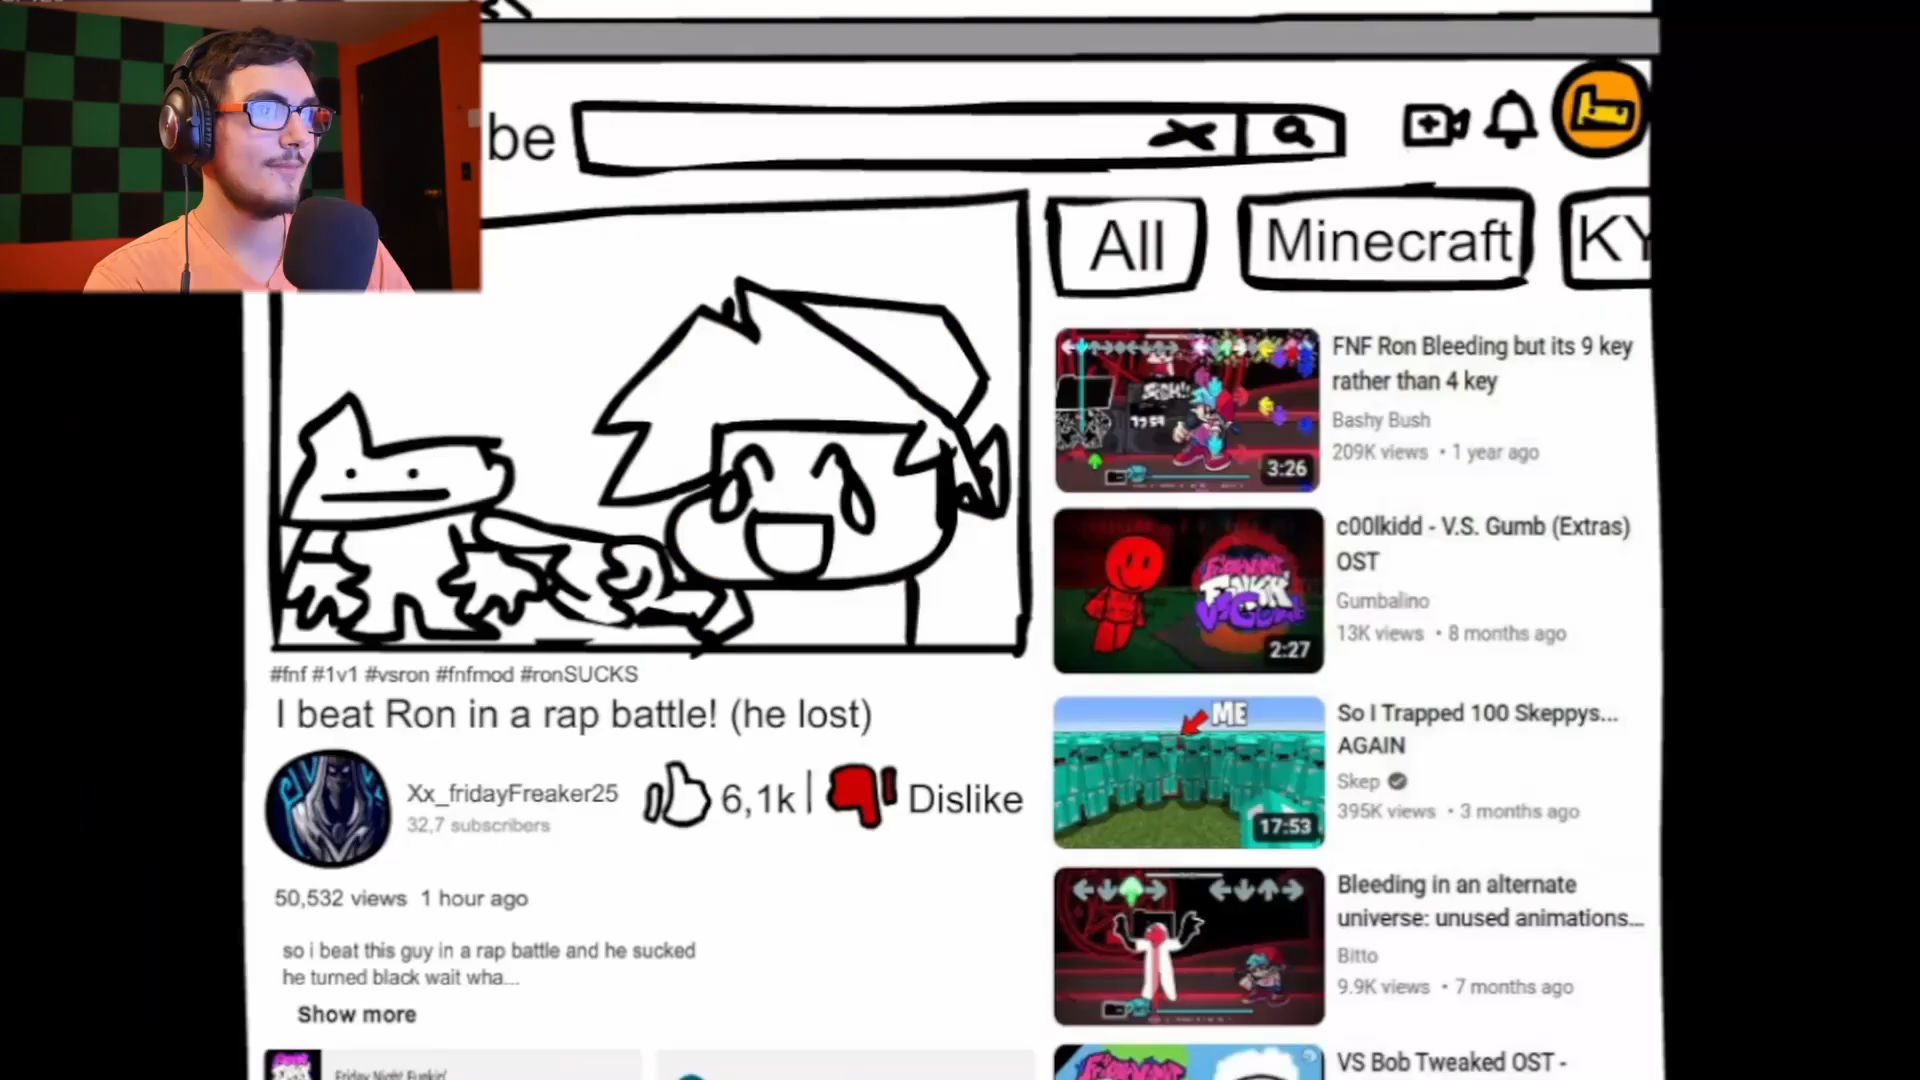 be
All
Minecraft
KY
FNF Ron Bleeding but its 9 key
rather than 4 key
Bashy Bush
209K views • 1 year ago
3:26
c00lkidd - V.S. Gumb (Extras)
OST
Gumbalino
13K views • 8 months ago
2:27
ME
So I Trapped 100 Skeppys...
AGAIN
Skep
395K views • 3 months ago
17:53
Bleeding in an alternate
universe: unused animations...
Bitto
9.9K views • 7 months ago
VS Bob Tweaked OST -
#fnf #1v1 #vsron #fnfmod #ronSUCKS
I beat Ron in a rap battle! (he lost)
Xx_fridayFreaker25
32,7 subscribers
6,1k | Dislike
50,532 views 1 hour ago
so i beat this guy in a rap battle and he sucked
he turned black wait wha...
Show more
Friday Night Funkin'